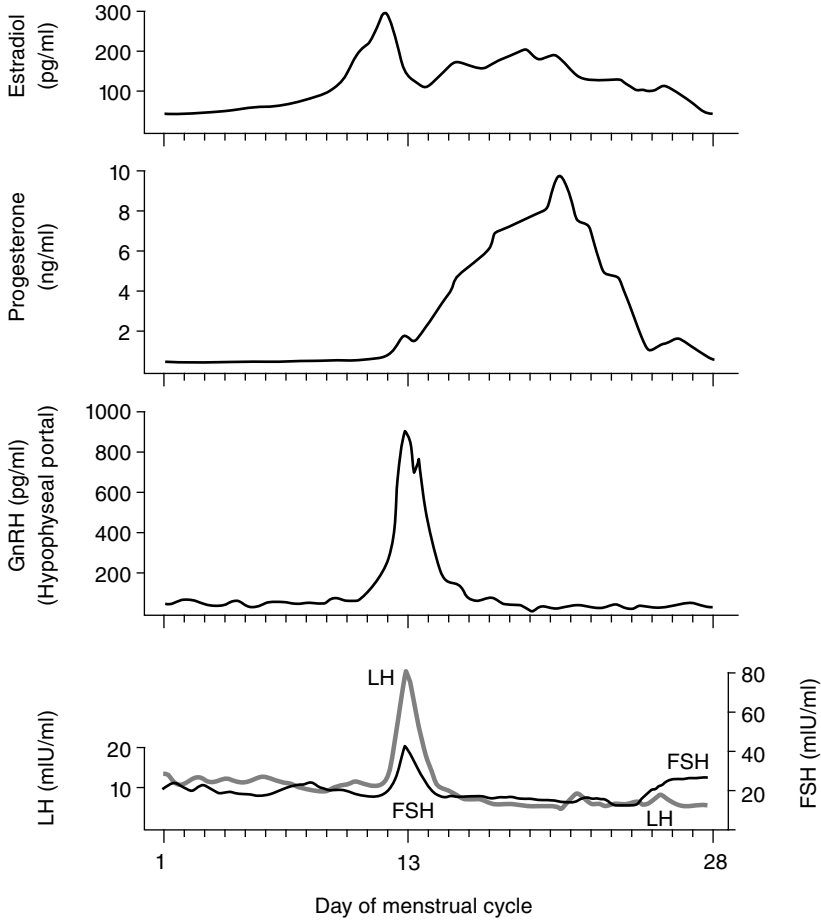 Estradiol
(pg/ml)
300
200
100
Progesterone
(ng/ml)
10
8
6
4
2
GnRH (pg/ml)
(Hypophyseal portal)
1000
800
600
400
200
LH (mIU/ml)
20
10
LH
FSH
FSH
LH
80
60
40
20
FSH (mIU/ml)
1
13
28
Day of menstrual cycle